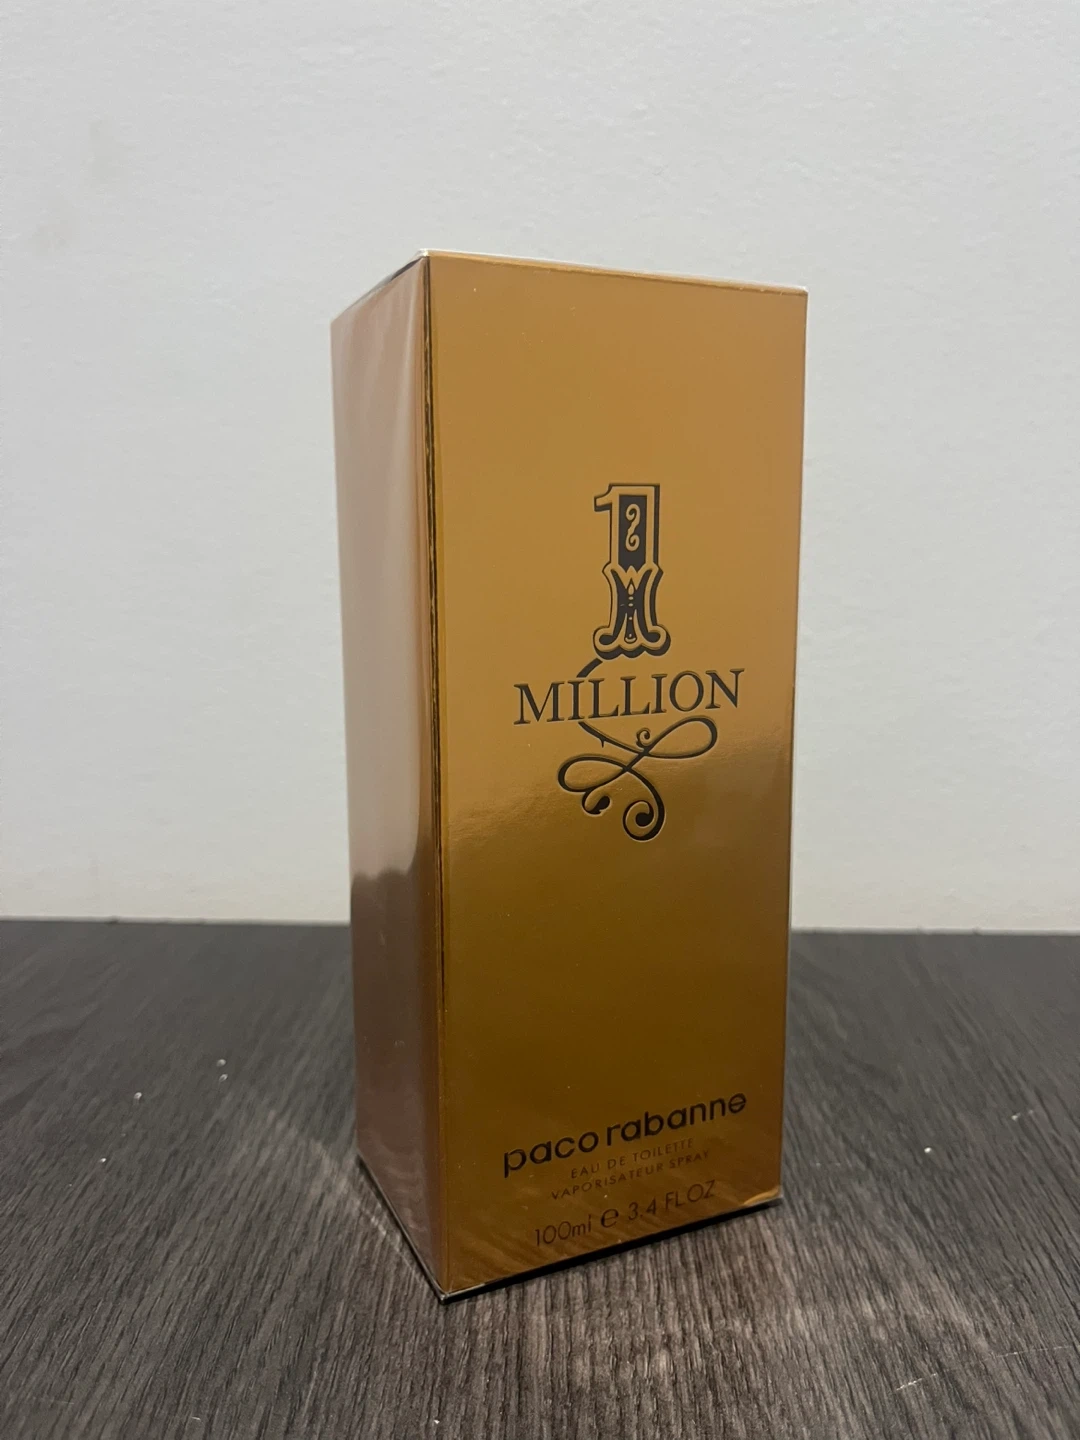 1
MILLION
paco rabanne
EAU DE TOILETTE
VAPORISATEUR SPRAY
100ml ℮ 3.4 FL.OZ